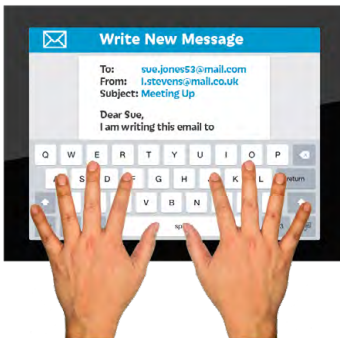 Write New Message
To: sue.jones53@mail.com
From: l.stevens@mail.co.uk
Subject: Meeting Up
Dear Sue,
I am writing this email to
Q W E R T Y U I O P
S D F G H K L return
V B N